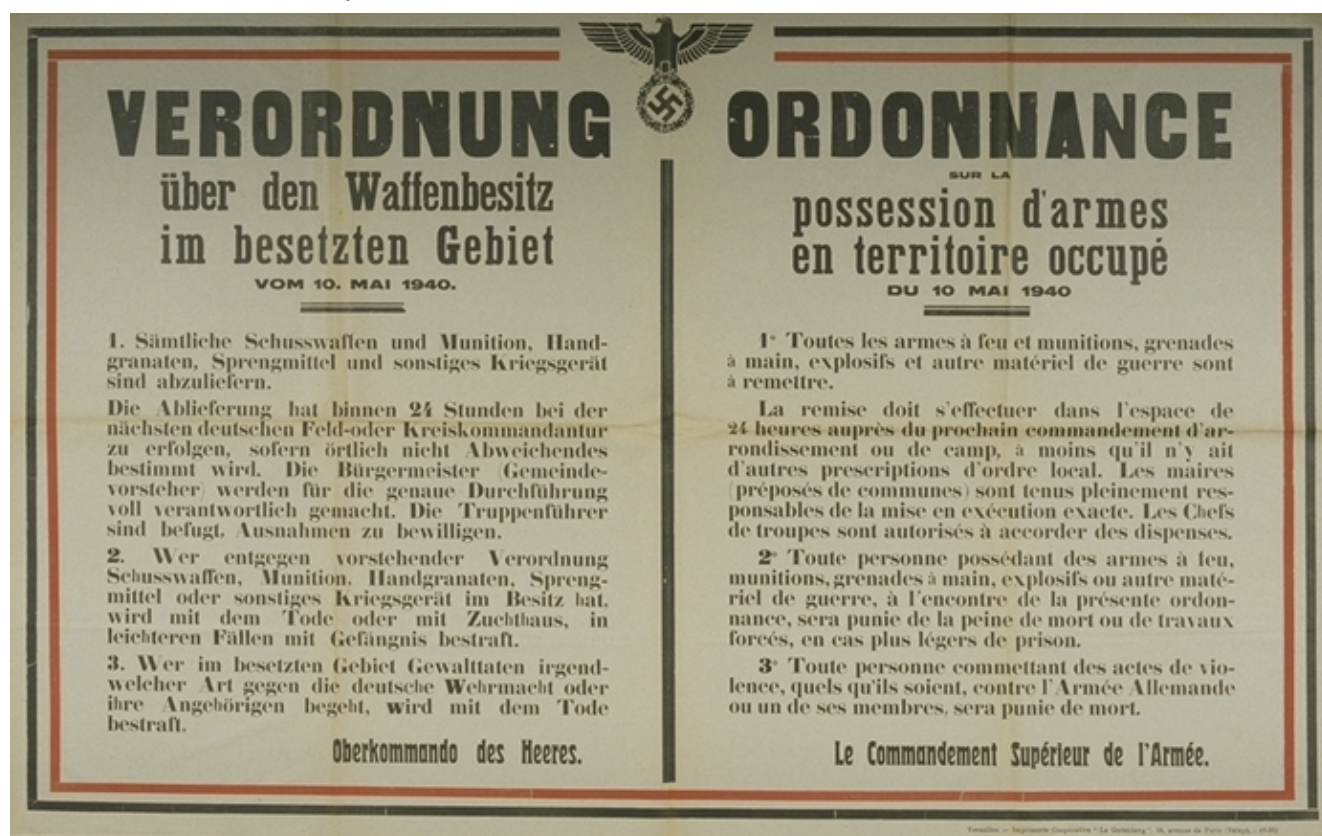 VERORDNUNG
über den Waffenbesitz
im besetzten Gebiet
VOM 10. MAI 1940.
1. Sämtliche Schusswaffen und Munition, Hand-
granaten, Sprengmittel und sonstiges Kriegsgerät
sind abzuliefern.
Die Ablieferung hat binnen 24 Stunden bei der
nächsten deutschen Feld-oder Kreiskommandantur
zu erfolgen, sofern örtlich nicht Abweichendes
bestimmt wird. Die Bürgermeister (Gemeinde-
vorsteher) werden für die genaue Durchführung
voll verantwortlich gemacht. Die Truppenführer
sind befugt, Ausnahmen zu bewilligen.
2. Wer entgegen vorstehender Verordnung
Schusswaffen, Munition, Handgranaten, Spreng-
mittel oder sonstiges Kriegsgerät im Besitz hat,
wird mit dem Tode oder mit Zuchthaus, in
leichteren Fällen mit Gefängnis bestraft.
3. Wer im besetzten Gebiet Gewalttaten irgend-
welcher Art gegen die deutsche Wehrmacht oder
ihre Angehörigen begeht, wird mit dem Tode
bestraft.
Oberkommando des Heeres.
ORDONNANCE
SUR LA
possession d'armes
en territoire occupé
DU 10 MAI 1940
1° Toutes les armes à feu et munitions, grenades
à main, explosifs et autre matériel de guerre sont
à remettre.
La remise doit s'effectuer dans l'espace de
24 heures auprès du prochain commandement d'ar-
rondissement ou de camp, à moins qu'il n'y ait
d'autres prescriptions d'ordre local. Les maires
(préposés de communes) sont tenus pleinement res-
ponsables de la mise en exécution exacte. Les Chefs
de troupes sont autorisés à accorder des dispenses.
2° Toute personne possédant des armes à feu,
munitions, grenades à main, explosifs ou autre maté-
riel de guerre, à l'encontre de la présente ordon-
nance, sera punie de la peine de mort ou de travaux
forcés, en cas plus légers de prison.
3° Toute personne commettant des actes de vio-
lence, quels qu'ils soient, contre l'Armée Allemande
ou un de ses membres, sera punie de mort.
Le Commandement Supérieur de l'Armée.
Versailles — Imprimerie Coopérative " La Gutenberg ", avenue de Paris